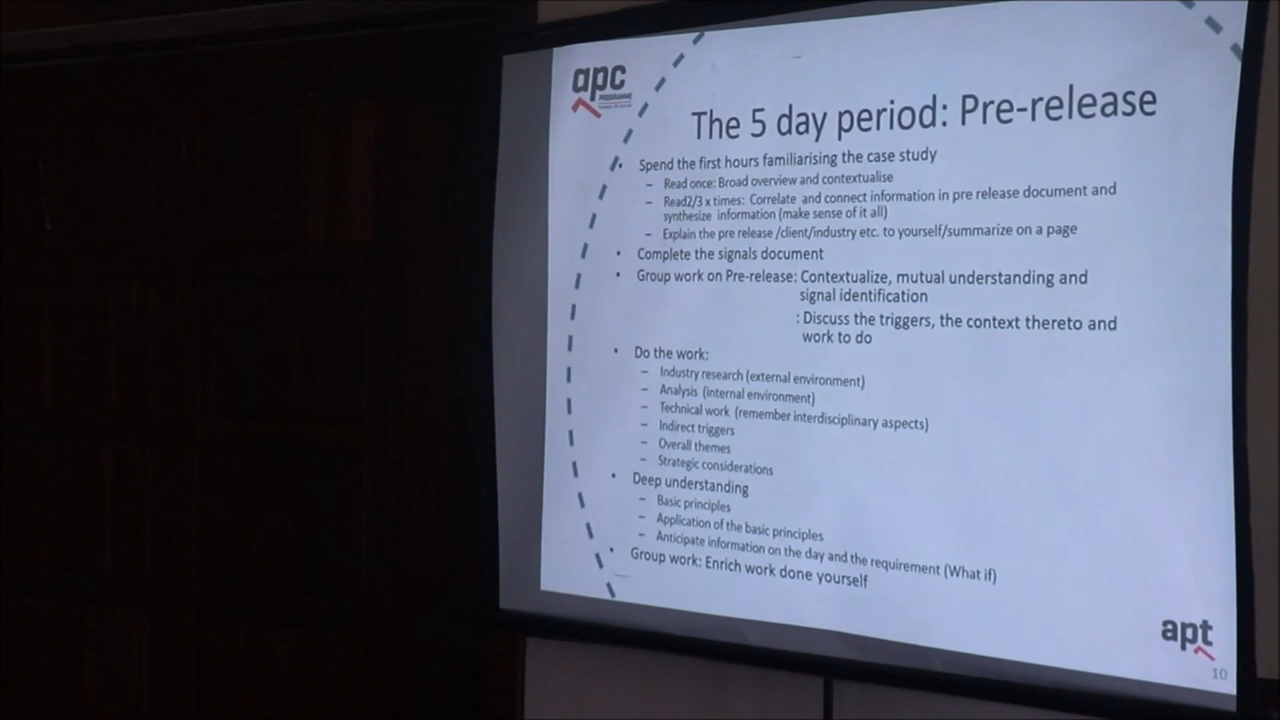 apc
PROGRAMME
The 5 day period: Pre-release
• Spend the first hours familiarising the case study
– Read once: Broad overview and contextualise
– Read2/3 x times: Correlate and connect information in pre release document and
synthesize information (make sense of it all)
– Explain the pre release /client/industry etc. to yourself/summarize on a page
• Complete the signals document
• Group work on Pre-release: Contextualize, mutual understanding and
signal identification
: Discuss the triggers, the context thereto and
work to do
• Do the work:
– Industry research (external environment)
– Analysis (internal environment)
– Technical work (remember interdisciplinary aspects)
– Indirect triggers
– Overall themes
– Strategic considerations
• Deep understanding
– Basic principles
– Application of the basic principles
– Anticipate information on the day and the requirement (What if)
• Group work: Enrich work done yourself
apt
10